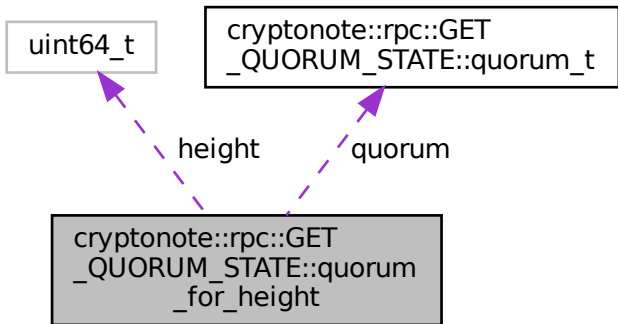 uint64_t
cryptonote::rpc::GET
_QUORUM_STATE::quorum_t
height
quorum
cryptonote::rpc::GET
_QUORUM_STATE::quorum
_for_height